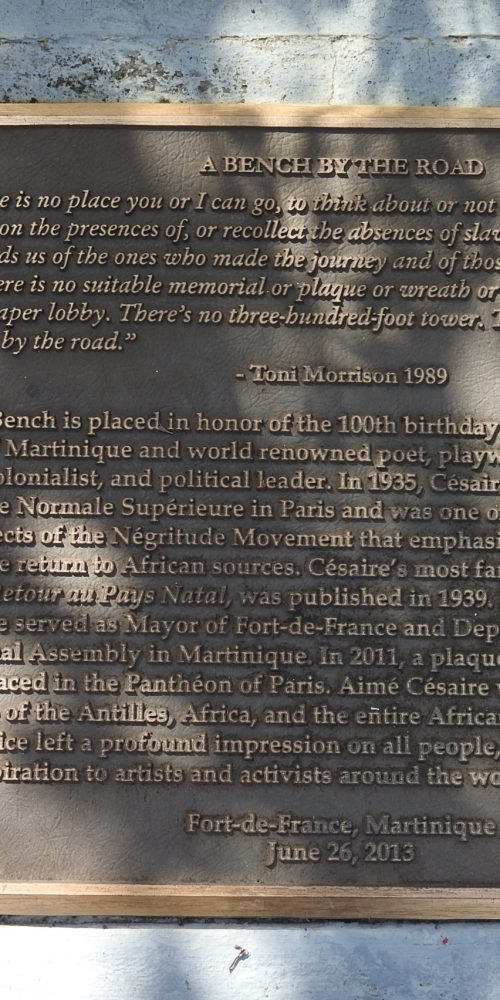 A BENCH BY THE ROAD
e is no place you or I can go, to think about or not
on the presences of, or recollect the absences of slav
ds us of the ones who made the journey and of thos
ere is no suitable memorial or plaque or wreath or
aper lobby. There's no three-hundred-foot tower. T
by the road."
- Toni Morrison 1989
Bench is placed in honor of the 100th birthday
f Martinique and world renowned poet, playw
olonialist, and political leader. In 1935, Césair
e Normale Supérieure in Paris and was one o
ects of the Négritude Movement that emphasi
e return to African sources. Césaire's most fam
Retour au Pays Natal, was published in 1939.
e served as Mayor of Fort-de-France and Dep
al Assembly in Martinique. In 2011, a plaque
aced in the Panthéon of Paris. Aimé Césaire w
of the Antilles, Africa, and the entire Africa
ice left a profound impression on all people,
piration to artists and activists around the wo
Fort-de-France, Martinique
June 26, 2013